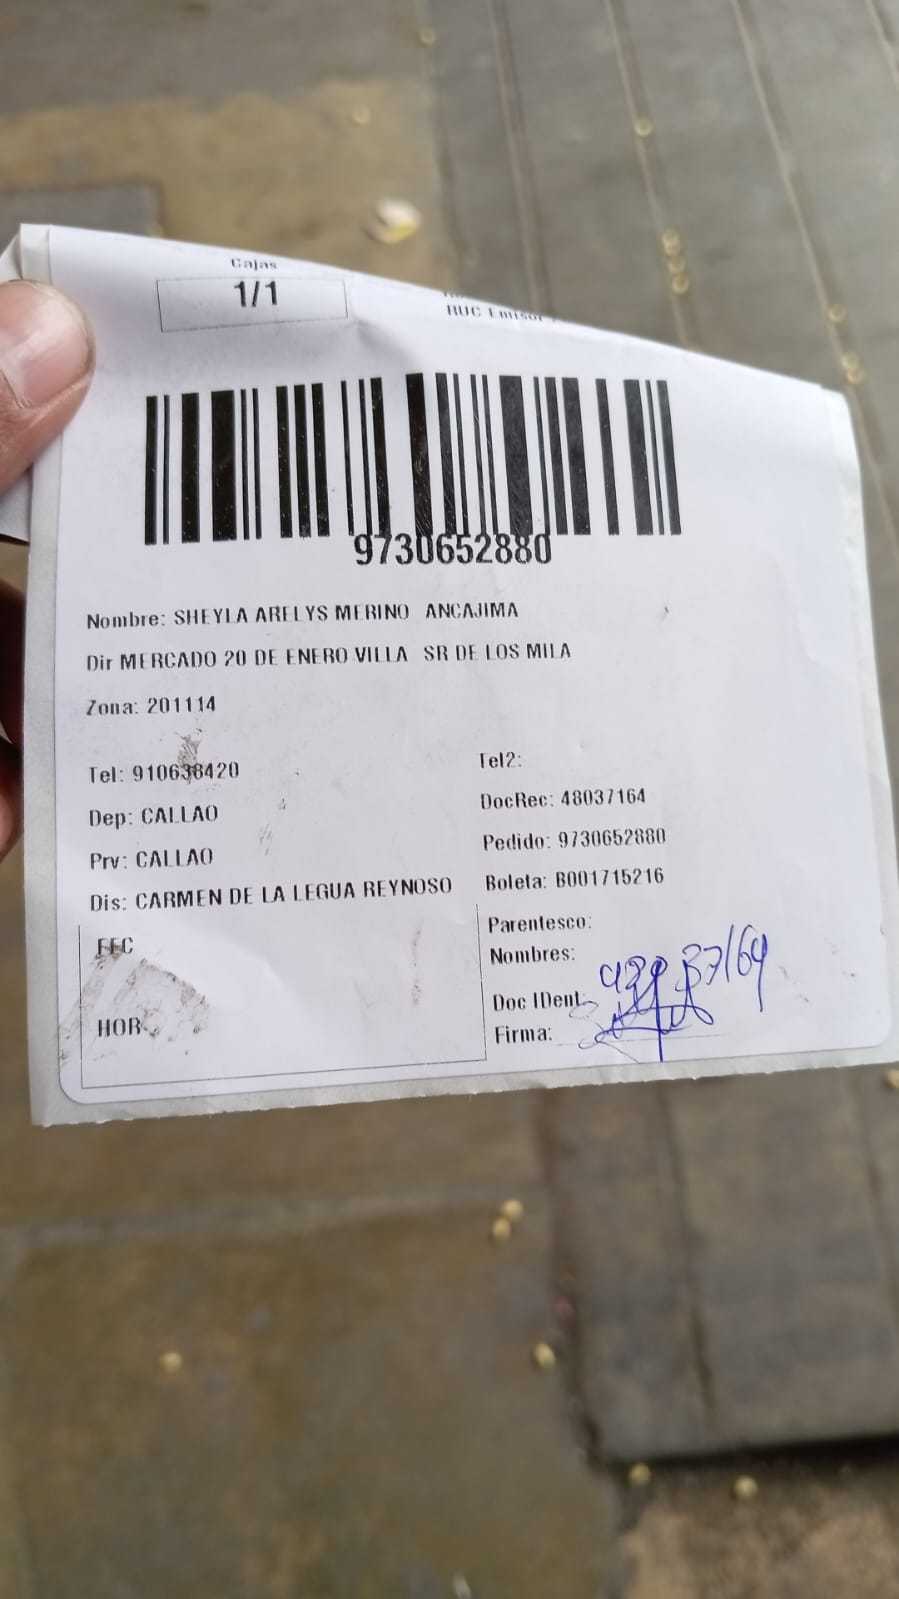 Cajas
1/1
RUC Emisor
9730652880
Nombre: SHEYLA ARELYS MERINO ANCAJIMA
Dir MERCADO 20 DE ENERO VILLA SR DE LOS MILA
Zona: 201114
Tel: 910638420
Tel2:
Dep: CALLAO
DocRec: 48037164
Prv: CALLAO
Pedido: 9730652880
Dis: CARMEN DE LA LEGUA REYNOSO
Boleta: B001715216
Parentesco:
FEC
Nombres:
Doc IDent:
HOR
Firma: